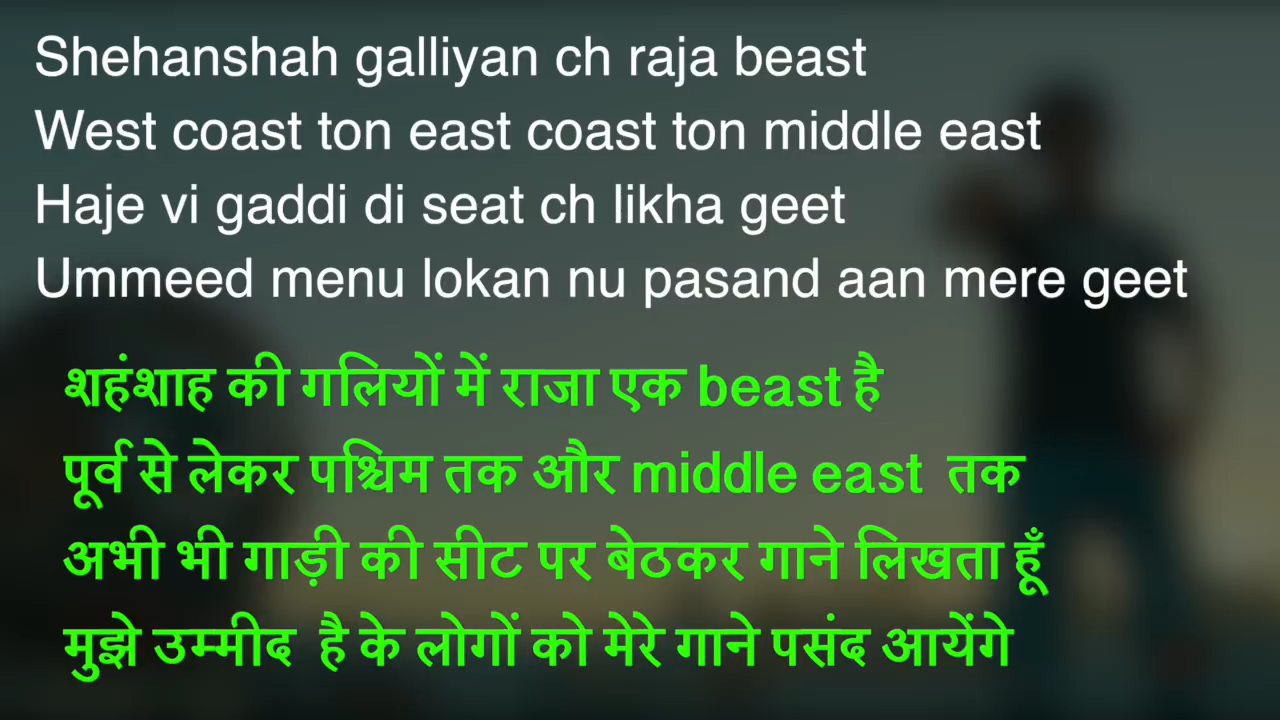 Shehanshah galliyan ch raja beast
West coast ton east coast ton middle east
Haje vi gaddi di seat ch likha geet
Ummeed menu lokan nu pasand aan mere geet
शहंशाह की गलियों में राजा एक beast है
पूर्व से लेकर पश्चिम तक और middle east तक
अभी भी गाड़ी की सीट पर बेठकर गाने लिखता हूँ
मुझे उम्मीद है के लोगों को मेरे गाने पसंद आयेंगे